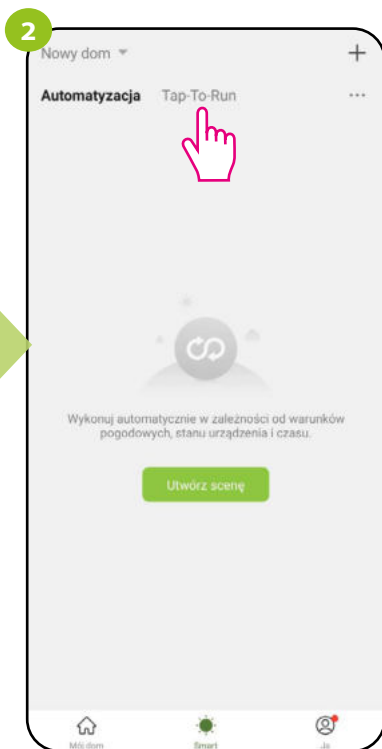 2
Nowy dom
Automatyzacja Tap-To-Run
Wykonuj automatycznie w zależności od warunków
pogodowych, stanu urządzenia i czasu.
Utwórz scenę
Mój dom Smart Ja